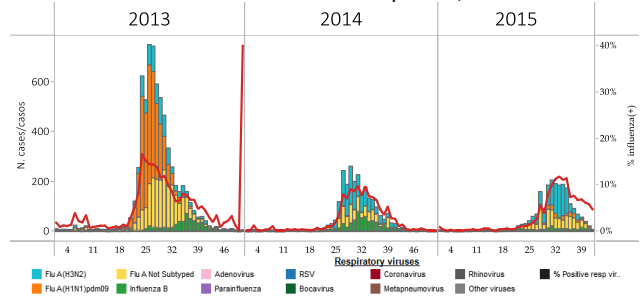 2013 2014 2015
600
400
200
0
N. cases/casos
40%
30%
20%
10%
0%
% influenza(+)
4 11 18 25 32 39 46 4 11 18 25 32 39 46 4 11 18 25 32 39
Respiratory viruses
Flu A(H3N2) Flu A Not Subtyped Adenovirus RSV Coronavirus Rhinovirus % Positive resp vir..
Flu A(H1N1)pdm09 Influenza B Parainfluenza Bocavirus Metapneumovirus Other viruses